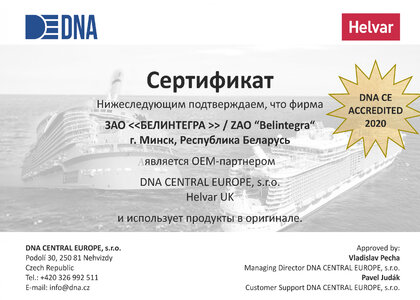 DNA
Helvar
Сертификат
Нижеследующим подтверждаем, что фирма
DNA CE
ACCREDITED
2020
ЗАО <<БЕЛИНТЕГРА >> / ZAO “Belintegra“
г. Минск, Республика Беларусь
является OEM-партнером
DNA CENTRAL EUROPE, s.r.o.
Helvar UK
и использует продукты в оригинале.
DNA CENTRAL EUROPE, s.r.o.
Podolí 30, 250 81 Nehvizdy
Czech Republic
Tel.: +420 326 992 511
E-mail: info@dna.cz
Approved by:
Vladislav Pecha
Managing Director DNA CENTRAL EUROPE, s.r.o.
Pavel Judák
Customer Support DNA CENTRAL EUROPE, s.r.o.